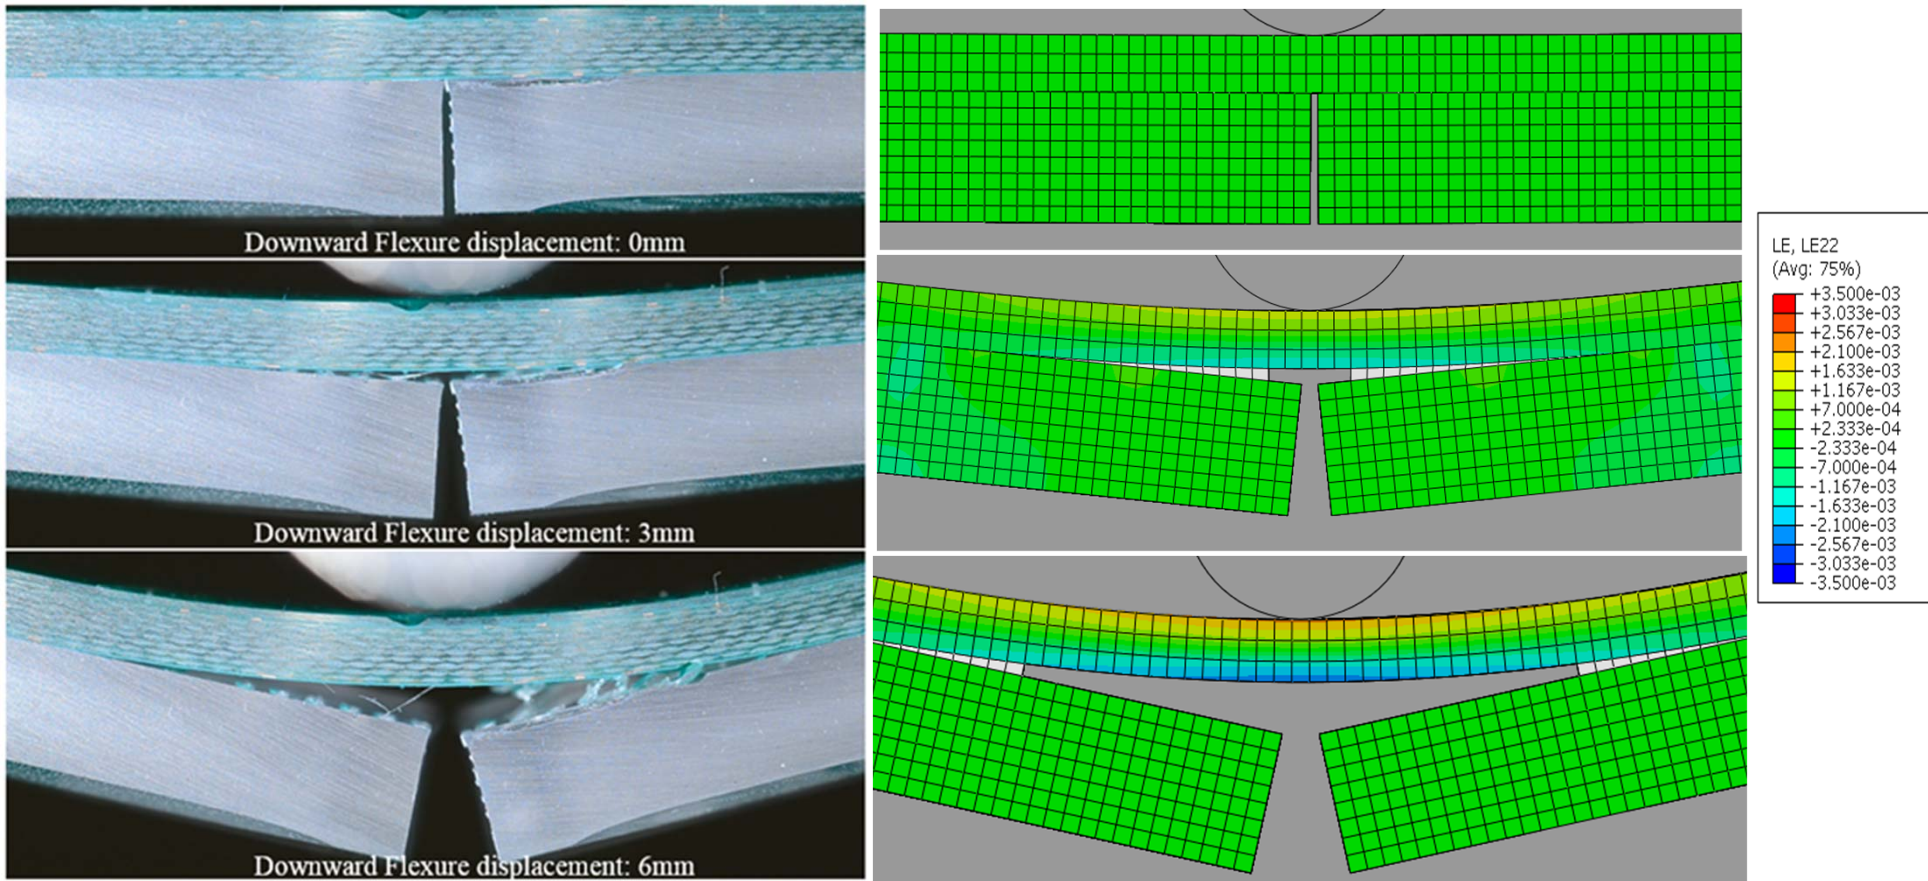 Downward Flexure displacement: 0mm
Downward Flexure displacement: 3mm
Downward Flexure displacement: 6mm
LE, LE22
(Avg: 75%)
+3.500e-03
+3.033e-03
+2.567e-03
+2.100e-03
+1.633e-03
+1.167e-03
+7.000e-04
+2.333e-04
-2.333e-04
-7.000e-04
-1.167e-03
-1.633e-03
-2.100e-03
-2.567e-03
-3.033e-03
-3.500e-03